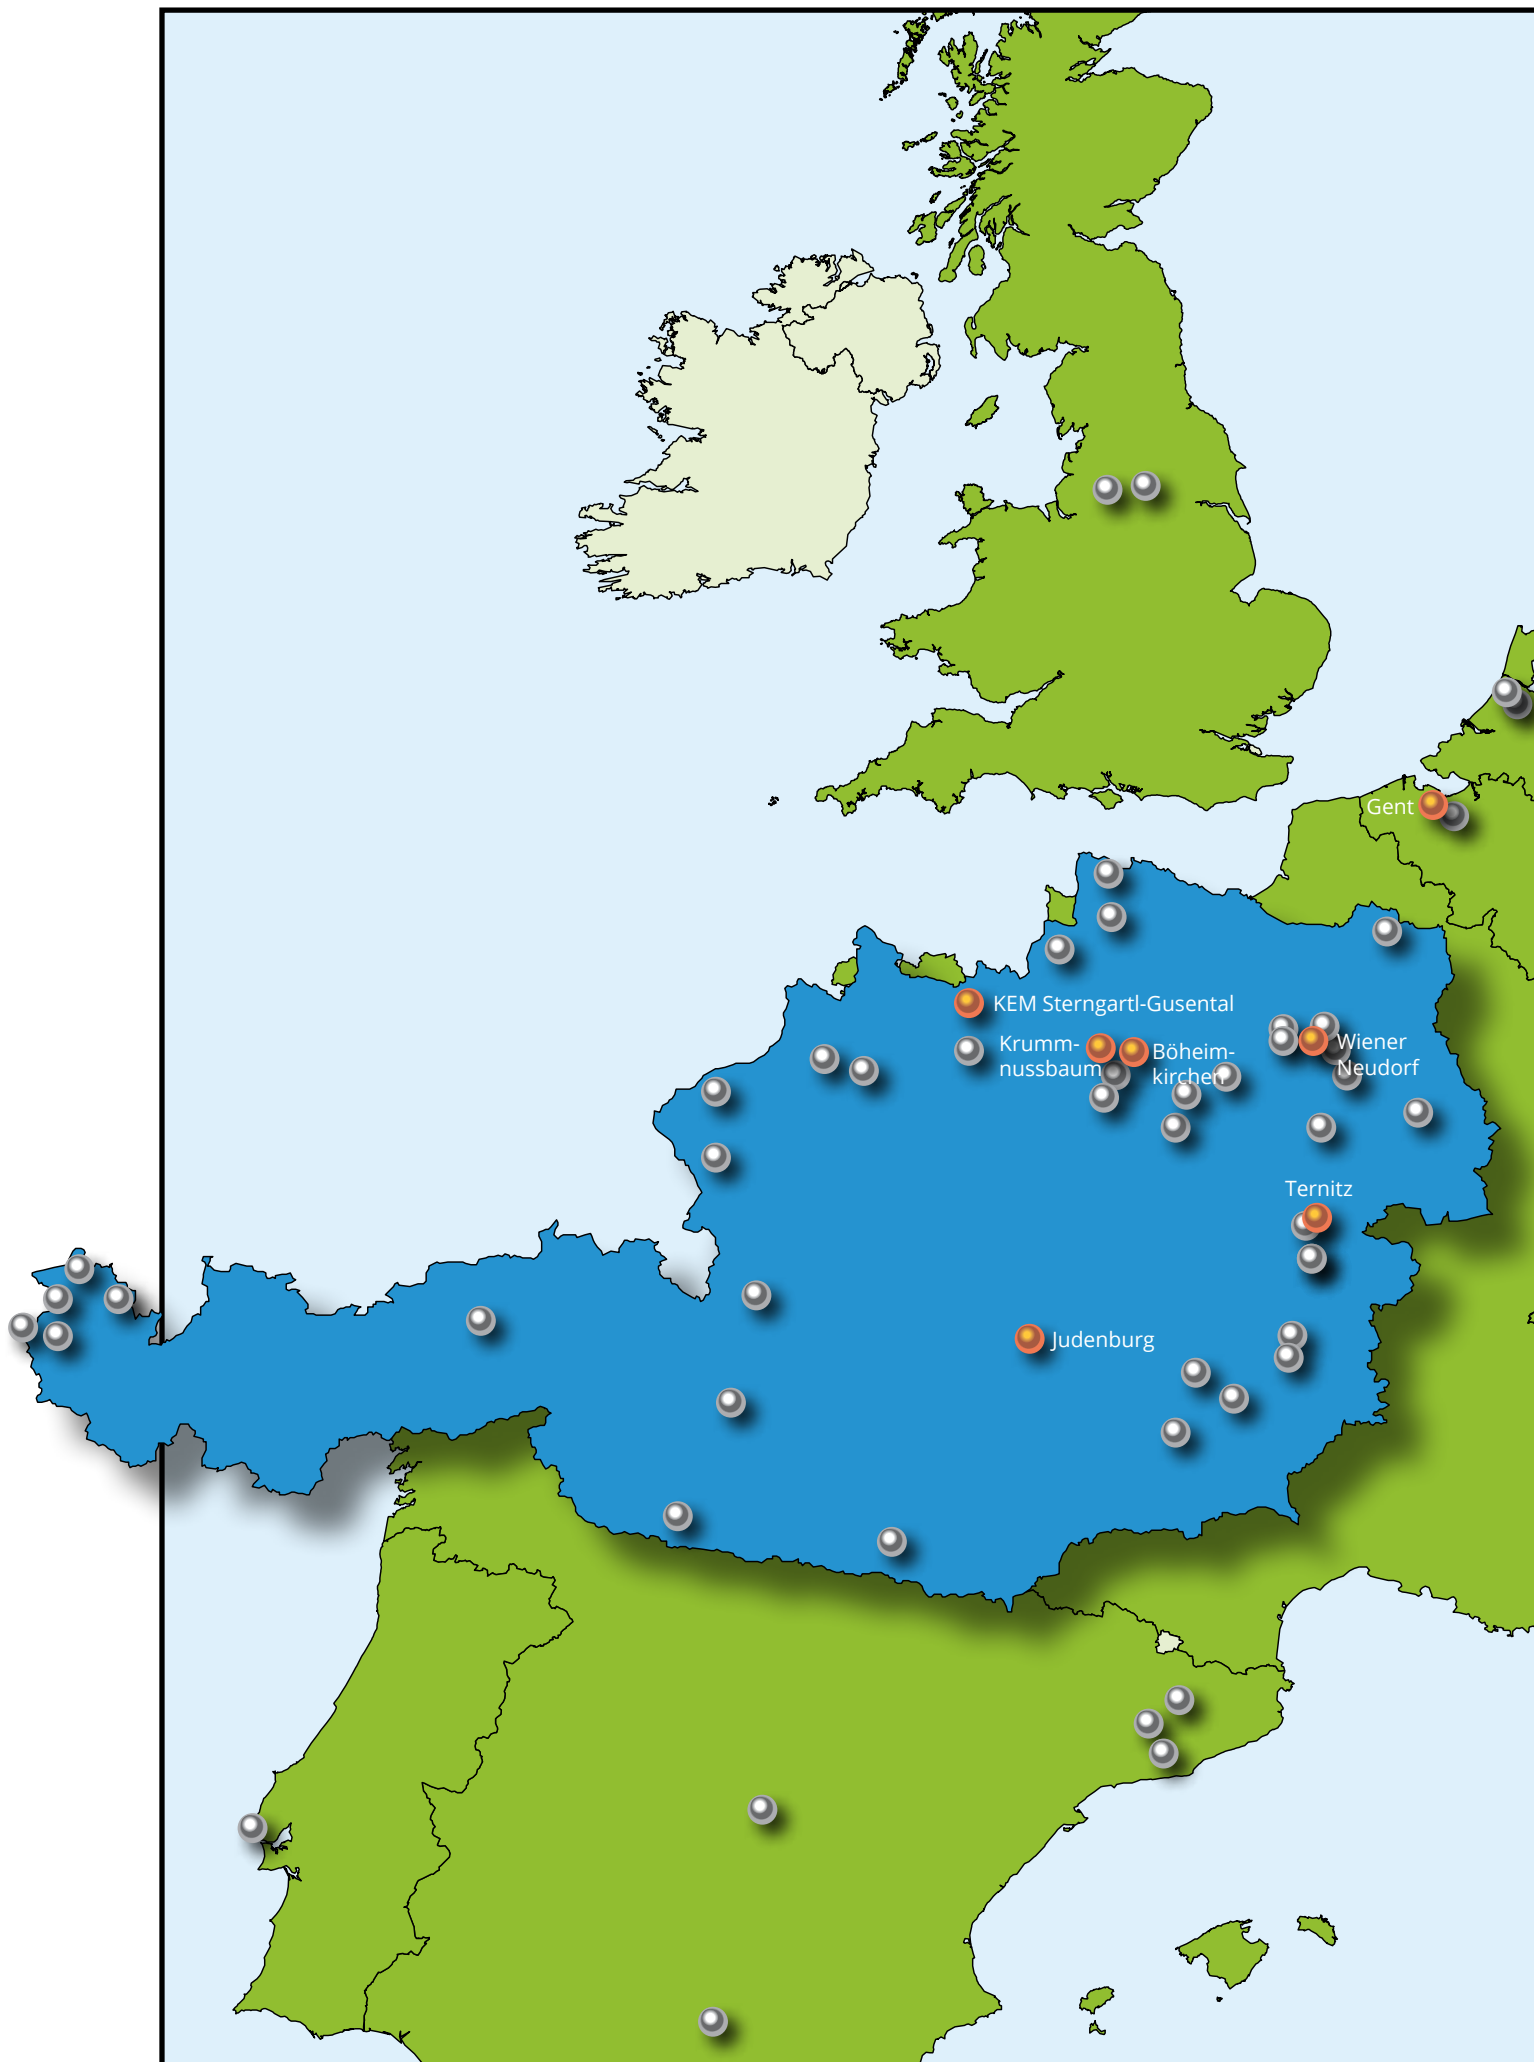 Gent
KEM Sterngartl-Gusental
Krumm-
nussbaum
Böheim-
kirchen
Wiener
Neudorf
Ternitz
Judenburg